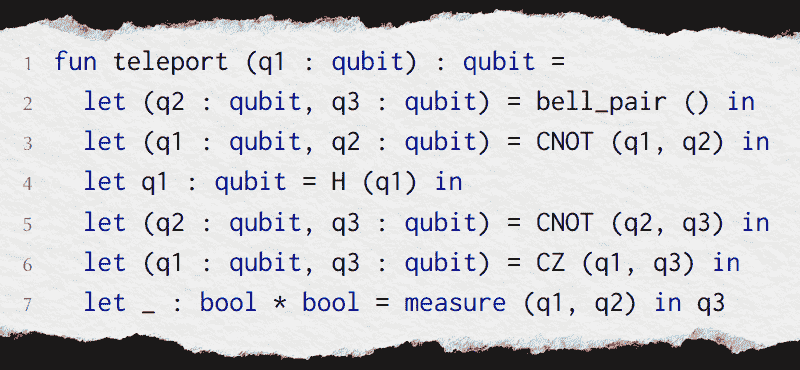 1 fun teleport (q1 : qubit) : qubit =
2 let (q2 : qubit, q3 : qubit) = bell_pair () in
3 let (q1 : qubit, q2 : qubit) = CNOT (q1, q2) in
4 let q1 : qubit = H (q1) in
5 let (q2 : qubit, q3 : qubit) = CNOT (q2, q3) in
6 let (q1 : qubit, q3 : qubit) = CZ (q1, q3) in
7 let _ : bool * bool = measure (q1, q2) in q3